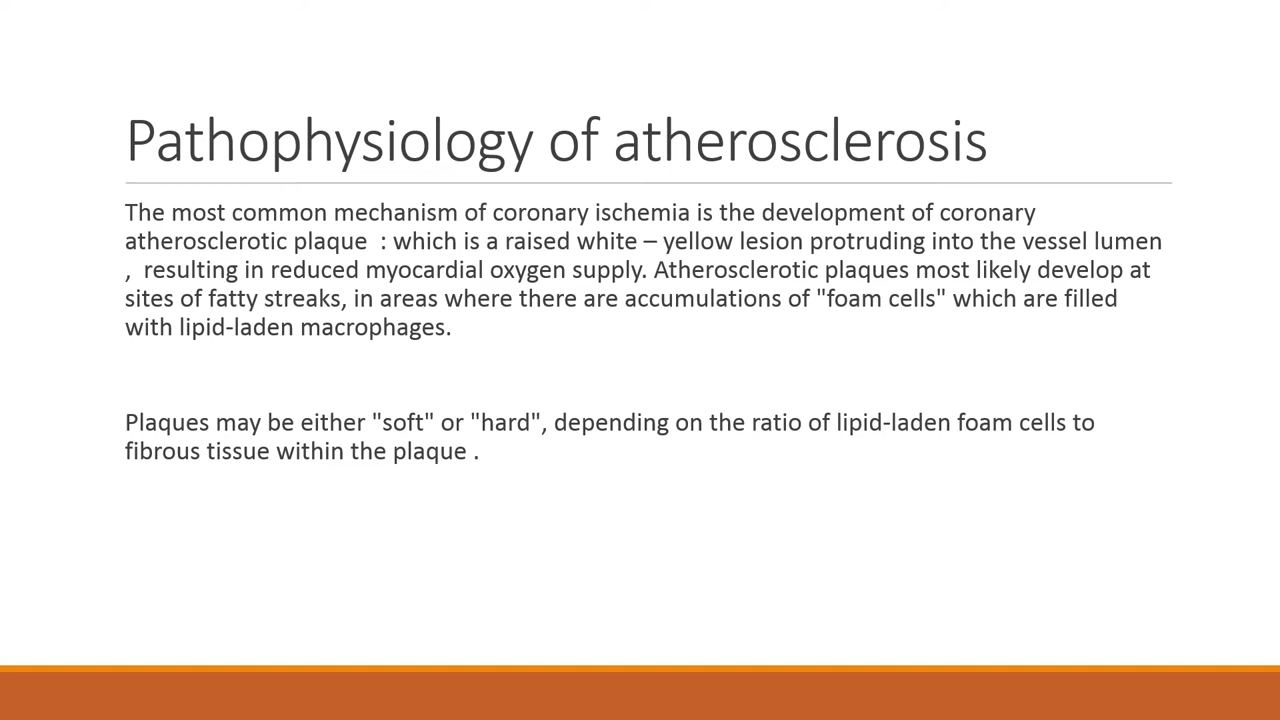 Pathophysiology of atherosclerosis
The most common mechanism of coronary ischemia is the development of coronary
atherosclerotic plaque  : which is a raised white – yellow lesion protruding into the vessel lumen
,  resulting in reduced myocardial oxygen supply. Atherosclerotic plaques most likely develop at
sites of fatty streaks, in areas where there are accumulations of "foam cells" which are filled
with lipid-laden macrophages.
Plaques may be either "soft" or "hard", depending on the ratio of lipid-laden foam cells to
fibrous tissue within the plaque .